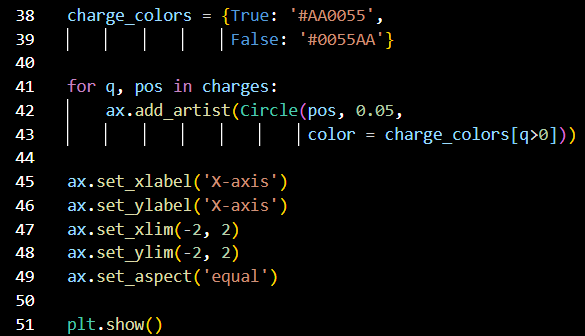 38 charge_colors = {True: '#AA0055',
39 False: '#0055AA'}
40
41 for q, pos in charges:
42 ax.add_artist(Circle(pos, 0.05,
43 color = charge_colors[q>0]))
44
45 ax.set_xlabel('X-axis')
46 ax.set_ylabel('X-axis')
47 ax.set_xlim(-2, 2)
48 ax.set_ylim(-2, 2)
49 ax.set_aspect('equal')
50
51 plt.show()